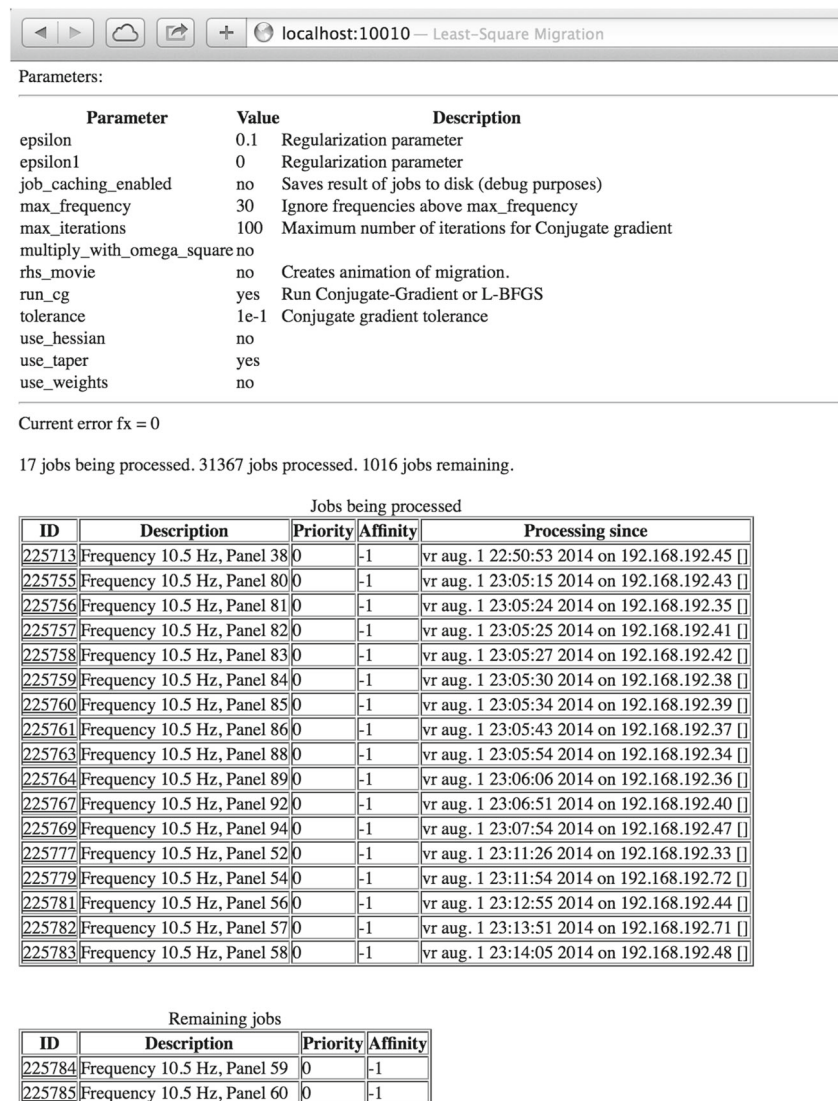 localhost:10010 — Least-Square Migration
Parameters:
Parameter Value Description
epsilon 0.1 Regularization parameter
epsilon1 0 Regularization parameter
job_caching_enabled no Saves result of jobs to disk (debug purposes)
max_frequency 30 Ignore frequencies above max_frequency
max_iterations 100 Maximum number of iterations for Conjugate gradient
multiply_with_omega_square no
rhs_movie no Creates animation of migration.
run_cg yes Run Conjugate-Gradient or L-BFGS
tolerance 1e-1 Conjugate gradient tolerance
use_hessian no
use_taper yes
use_weights no
Current error fx = 0
17 jobs being processed. 31367 jobs processed. 1016 jobs remaining.
Jobs being processed
ID Description Priority Affinity Processing since
225713 Frequency 10.5 Hz, Panel 38 0 -1 vr aug. 1 22:50:53 2014 on 192.168.192.45 []
225755 Frequency 10.5 Hz, Panel 80 0 -1 vr aug. 1 23:05:15 2014 on 192.168.192.43 []
225756 Frequency 10.5 Hz, Panel 81 0 -1 vr aug. 1 23:05:24 2014 on 192.168.192.35 []
225757 Frequency 10.5 Hz, Panel 82 0 -1 vr aug. 1 23:05:25 2014 on 192.168.192.41 []
225758 Frequency 10.5 Hz, Panel 83 0 -1 vr aug. 1 23:05:27 2014 on 192.168.192.42 []
225759 Frequency 10.5 Hz, Panel 84 0 -1 vr aug. 1 23:05:30 2014 on 192.168.192.38 []
225760 Frequency 10.5 Hz, Panel 85 0 -1 vr aug. 1 23:05:34 2014 on 192.168.192.39 []
225761 Frequency 10.5 Hz, Panel 86 0 -1 vr aug. 1 23:05:43 2014 on 192.168.192.37 []
225763 Frequency 10.5 Hz, Panel 88 0 -1 vr aug. 1 23:05:54 2014 on 192.168.192.34 []
225764 Frequency 10.5 Hz, Panel 89 0 -1 vr aug. 1 23:06:06 2014 on 192.168.192.36 []
225767 Frequency 10.5 Hz, Panel 92 0 -1 vr aug. 1 23:06:51 2014 on 192.168.192.40 []
225769 Frequency 10.5 Hz, Panel 94 0 -1 vr aug. 1 23:07:54 2014 on 192.168.192.47 []
225777 Frequency 10.5 Hz, Panel 52 0 -1 vr aug. 1 23:11:26 2014 on 192.168.192.33 []
225779 Frequency 10.5 Hz, Panel 54 0 -1 vr aug. 1 23:11:54 2014 on 192.168.192.72 []
225781 Frequency 10.5 Hz, Panel 56 0 -1 vr aug. 1 23:12:55 2014 on 192.168.192.44 []
225782 Frequency 10.5 Hz, Panel 57 0 -1 vr aug. 1 23:13:51 2014 on 192.168.192.71 []
225783 Frequency 10.5 Hz, Panel 58 0 -1 vr aug. 1 23:14:05 2014 on 192.168.192.48 []
Remaining jobs
ID Description Priority Affinity
225784 Frequency 10.5 Hz, Panel 59 0 -1
225785 Frequency 10.5 Hz, Panel 60 0 -1